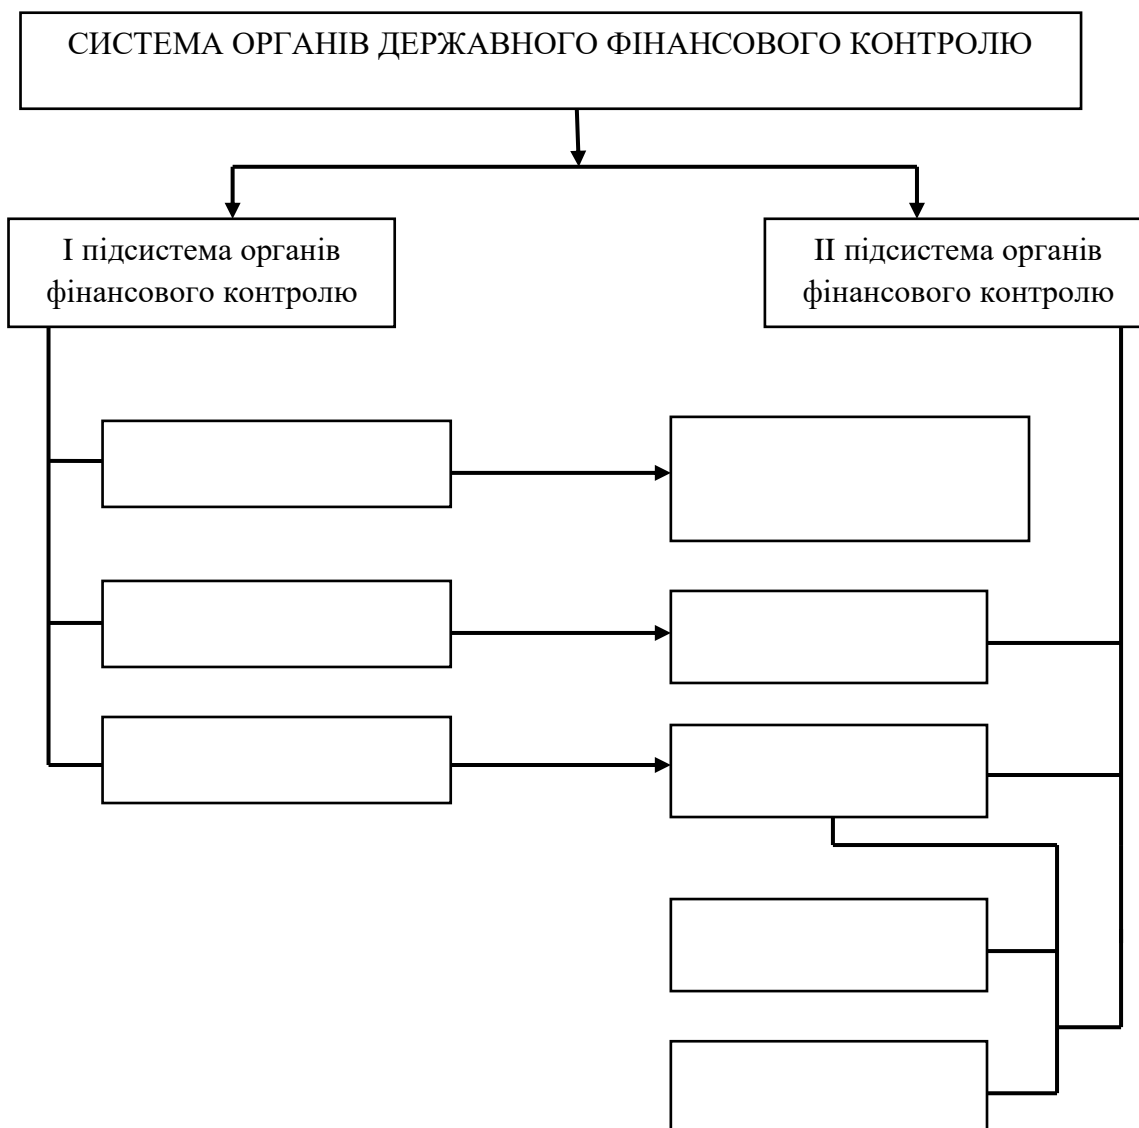 СИСТЕМА ОРГАНІВ ДЕРЖАВНОГО ФІНАНСОВОГО КОНТРОЛЮ
І підсистема органів
фінансового контролю
ІІ підсистема органів
фінансового контролю